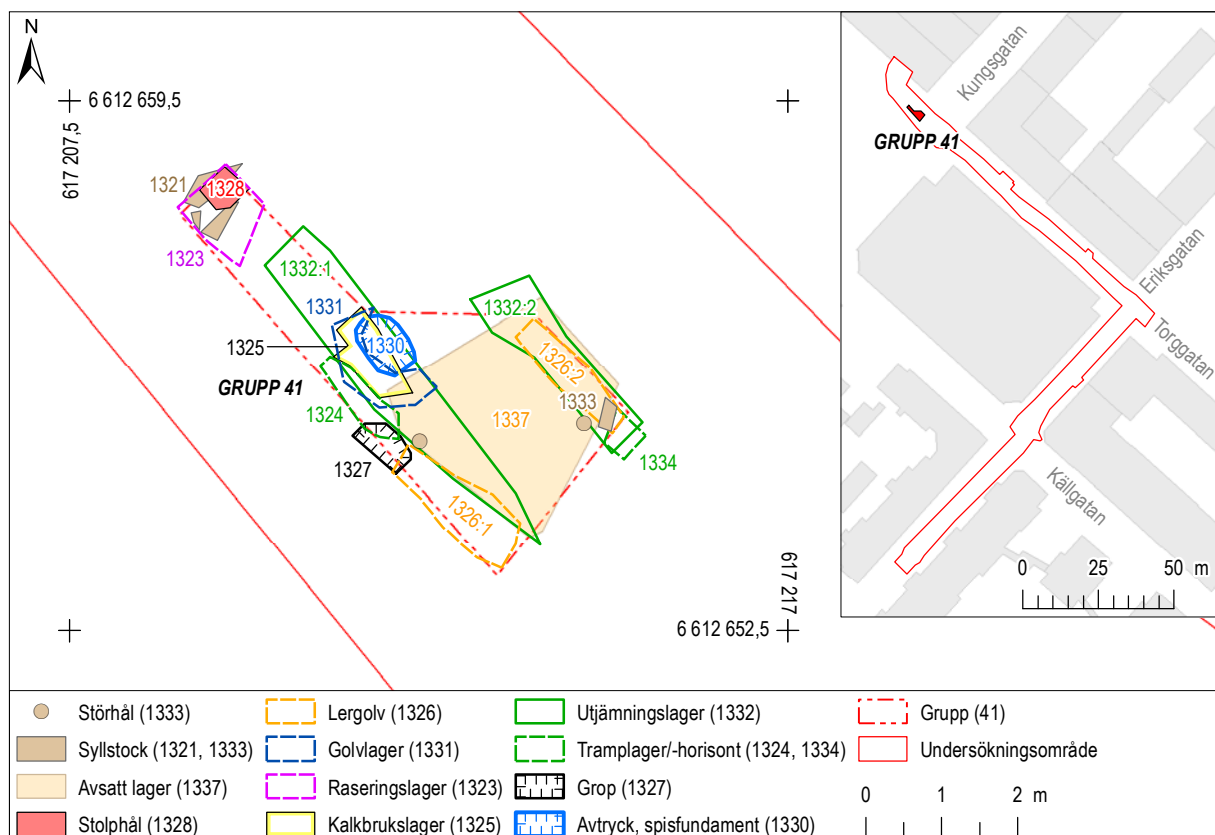 N
6 612 659,5
617 207,5
1321
1328
1323
1332:1
1331
1332:2
1325
1330
1326:2
GRUPP 41
1324
1337
1333
1327
1334
1326:1
617 217
6 612 652,5
Kungsgatan
GRUPP 41
Eriksgatan
Torggatan
Källgatan
0 25 50 m
Störhål (1333)
Syllstock (1321, 1333)
Avsatt lager (1337)
Stolphål (1328)
Lergolv (1326)
Golvlager (1331)
Raseringslager (1323)
Kalkbrukslager (1325)
Utjämningslager (1332)
Tramplager/-horisont (1324, 1334)
Grop (1327)
Avtryck, spisfundament (1330)
Grupp (41)
Undersökningsområde
0 1 2 m